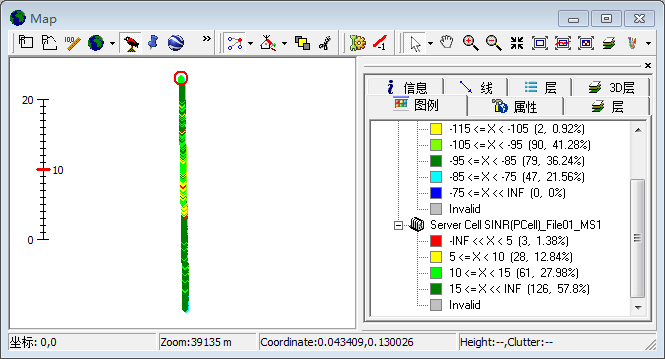 Map
10,0
»
-1
»
20
10
0
信息
线
层
3D层
图例
属性
层
-115 <= X < -105 (2, 0.92%)
-105 <= X < -95 (90, 41.28%)
-95 <= X < -85 (79, 36.24%)
-85 <= X < -75 (47, 21.56%)
-75 <= X << INF (0, 0%)
Invalid
Server Cell SINR(PCell)_File01_MS1
-INF << X < 5 (3, 1.38%)
5 <= X < 10 (28, 12.84%)
10 <= X < 15 (61, 27.98%)
15 <= X << INF (126, 57.8%)
Invalid
坐标: 0,0
Zoom:39135 m
Coordinate:0.043409,0.130026
Height:--,Clutter:--